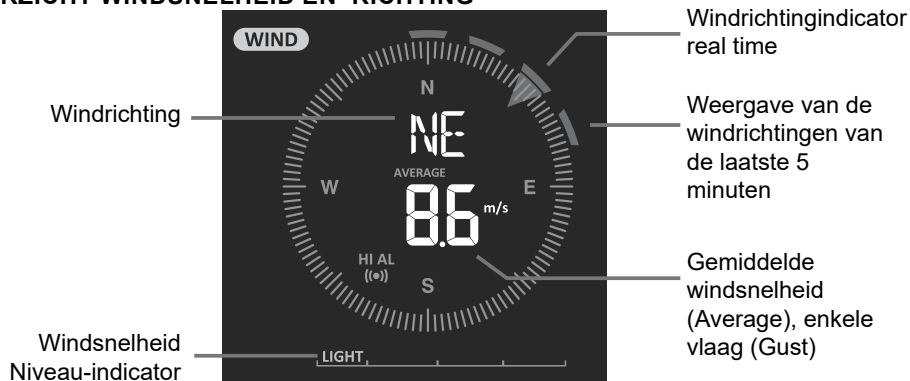 RZICHT WINDSNELHEID EN -RICHTING
Windrichtingindicator
real time
WIND
N
Windrichting
NE
Weergave van de
windrichtingen van
de laatste 5
minuten
AVERAGE
W
E
8.6 m/s
HI AL
S
Gemiddelde
windsnelheid
(Average), enkele
vlaag (Gust)
Windsnelheid
Niveau-indicator
LIGHT